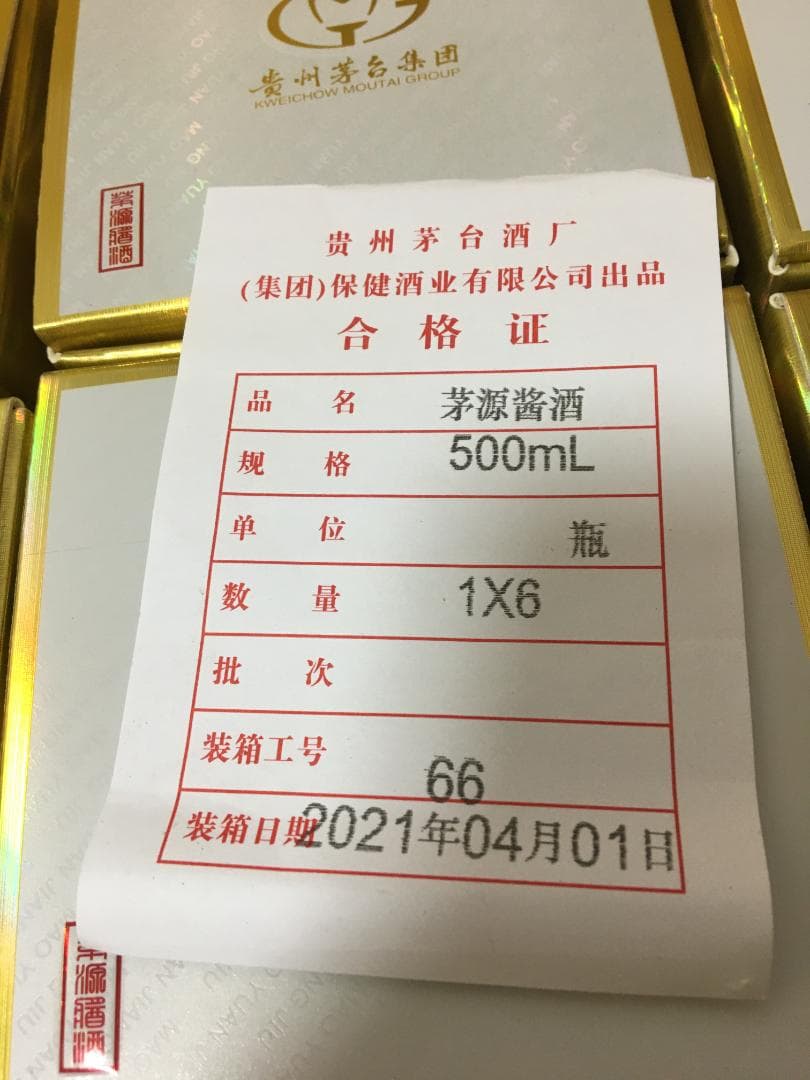 贵州茅台集团
KWEICHOW MOUTAI GROUP
茅源酱酒
贵州茅台酒厂
(集团)保健酒业有限公司出品
合格证
品名 茅源酱酒
规格 500mL
单位 瓶
数量 1X6
批次
装箱工号 66
装箱日期 2021年04月01日
茅源酱酒